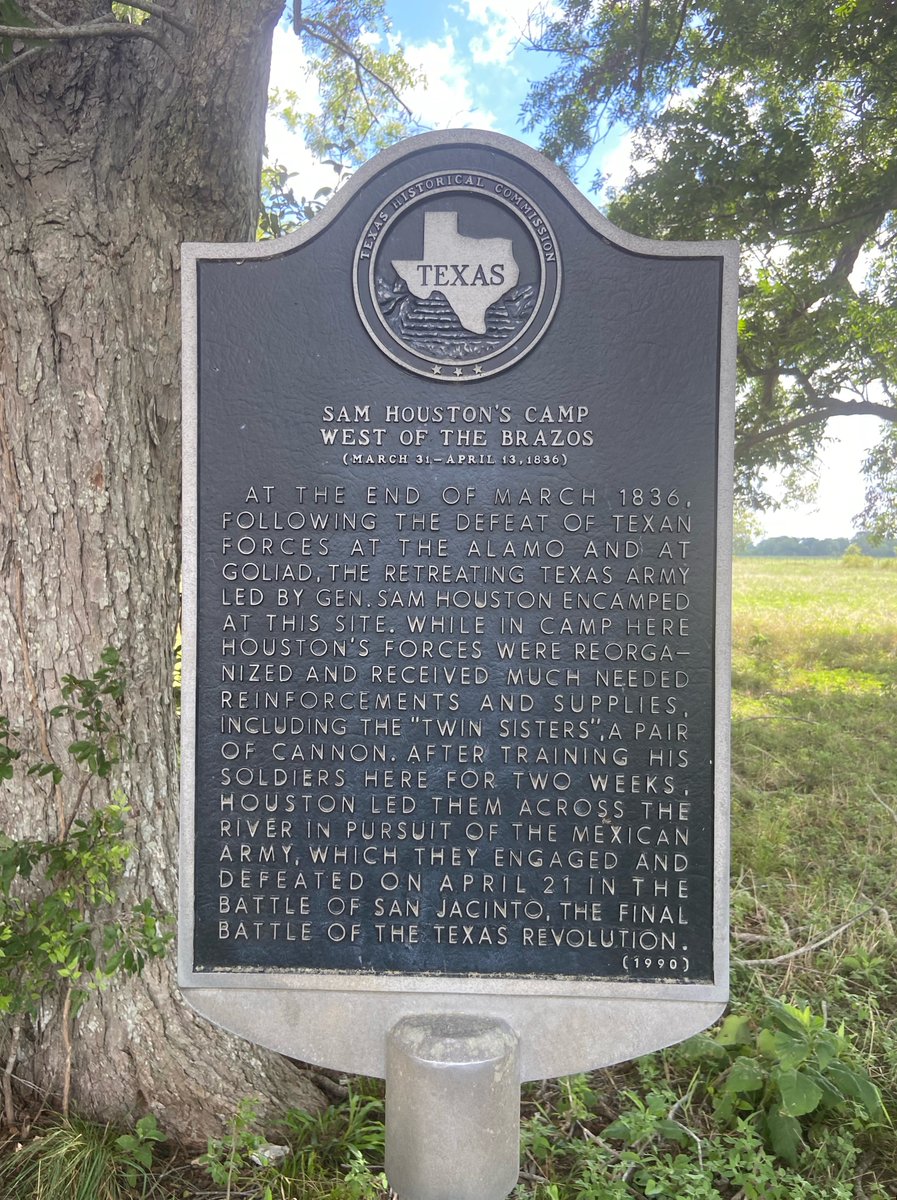 TEXAS HISTORICAL COMMISSION
TEXAS
SAM HOUSTON'S CAMP
WEST OF THE BRAZOS
(MARCH 31–APRIL 13, 1836)
AT THE END OF MARCH 1836,
FOLLOWING THE DEFEAT OF TEXAN
FORCES AT THE ALAMO AND AT
GOLIAD, THE RETREATING TEXAS ARMY
LED BY GEN. SAM HOUSTON ENCAMPED
AT THIS SITE. WHILE IN CAMP HERE
HOUSTON'S FORCES WERE REORGA–
NIZED AND RECEIVED MUCH NEEDED
REINFORCEMENTS AND SUPPLIES,
INCLUDING THE "TWIN SISTERS", A PAIR
OF CANNON. AFTER TRAINING HIS
SOLDIERS HERE FOR TWO WEEKS,
HOUSTON LED THEM ACROSS THE
RIVER IN PURSUIT OF THE MEXICAN
ARMY, WHICH THEY ENGAGED AND
DEFEATED ON APRIL 21 IN THE
BATTLE OF SAN JACINTO, THE FINAL
BATTLE OF THE TEXAS REVOLUTION.
(1990)